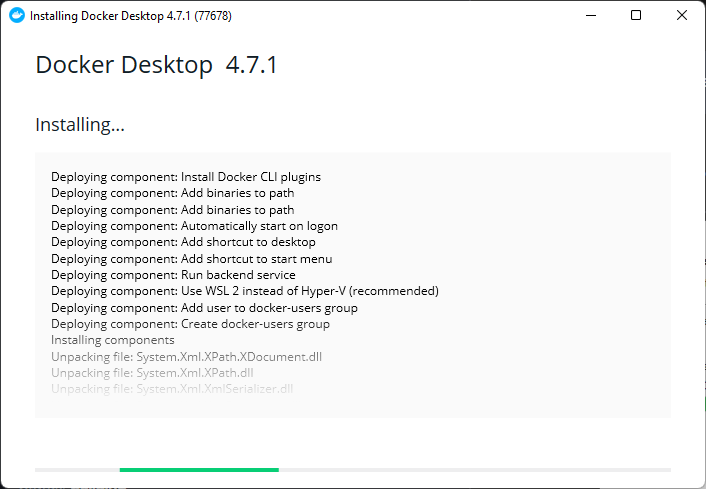 Installing Docker Desktop 4.7.1 (77678)
Docker Desktop 4.7.1
Installing...
Deploying component: Install Docker CLI plugins
Deploying component: Add binaries to path
Deploying component: Add binaries to path
Deploying component: Automatically start on logon
Deploying component: Add shortcut to desktop
Deploying component: Add shortcut to start menu
Deploying component: Run backend service
Deploying component: Use WSL 2 instead of Hyper-V (recommended)
Deploying component: Add user to docker-users group
Deploying component: Create docker-users group
Installing components
Unpacking file: System.Xml.XPath.XDocument.dll
Unpacking file: System.Xml.XPath.dll
Unpacking file: System.Xml.XmlSerializer.dll